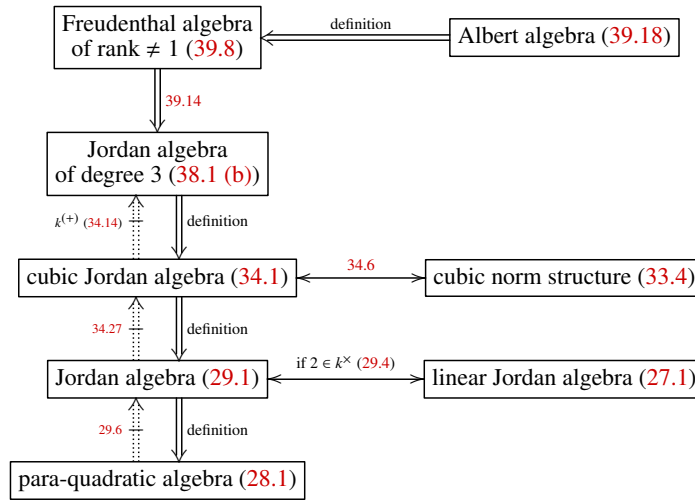 Freudenthal algebra
of rank ≠ 1 (39.8)
definition
Albert algebra (39.18)
39.14
Jordan algebra
of degree 3 (38.1 (b))
k(+) (34.14)
definition
cubic Jordan algebra (34.1)
34.6
cubic norm structure (33.4)
34.27
definition
Jordan algebra (29.1)
if 2 ∈ k× (29.4)
linear Jordan algebra (27.1)
29.6
definition
para-quadratic algebra (28.1)